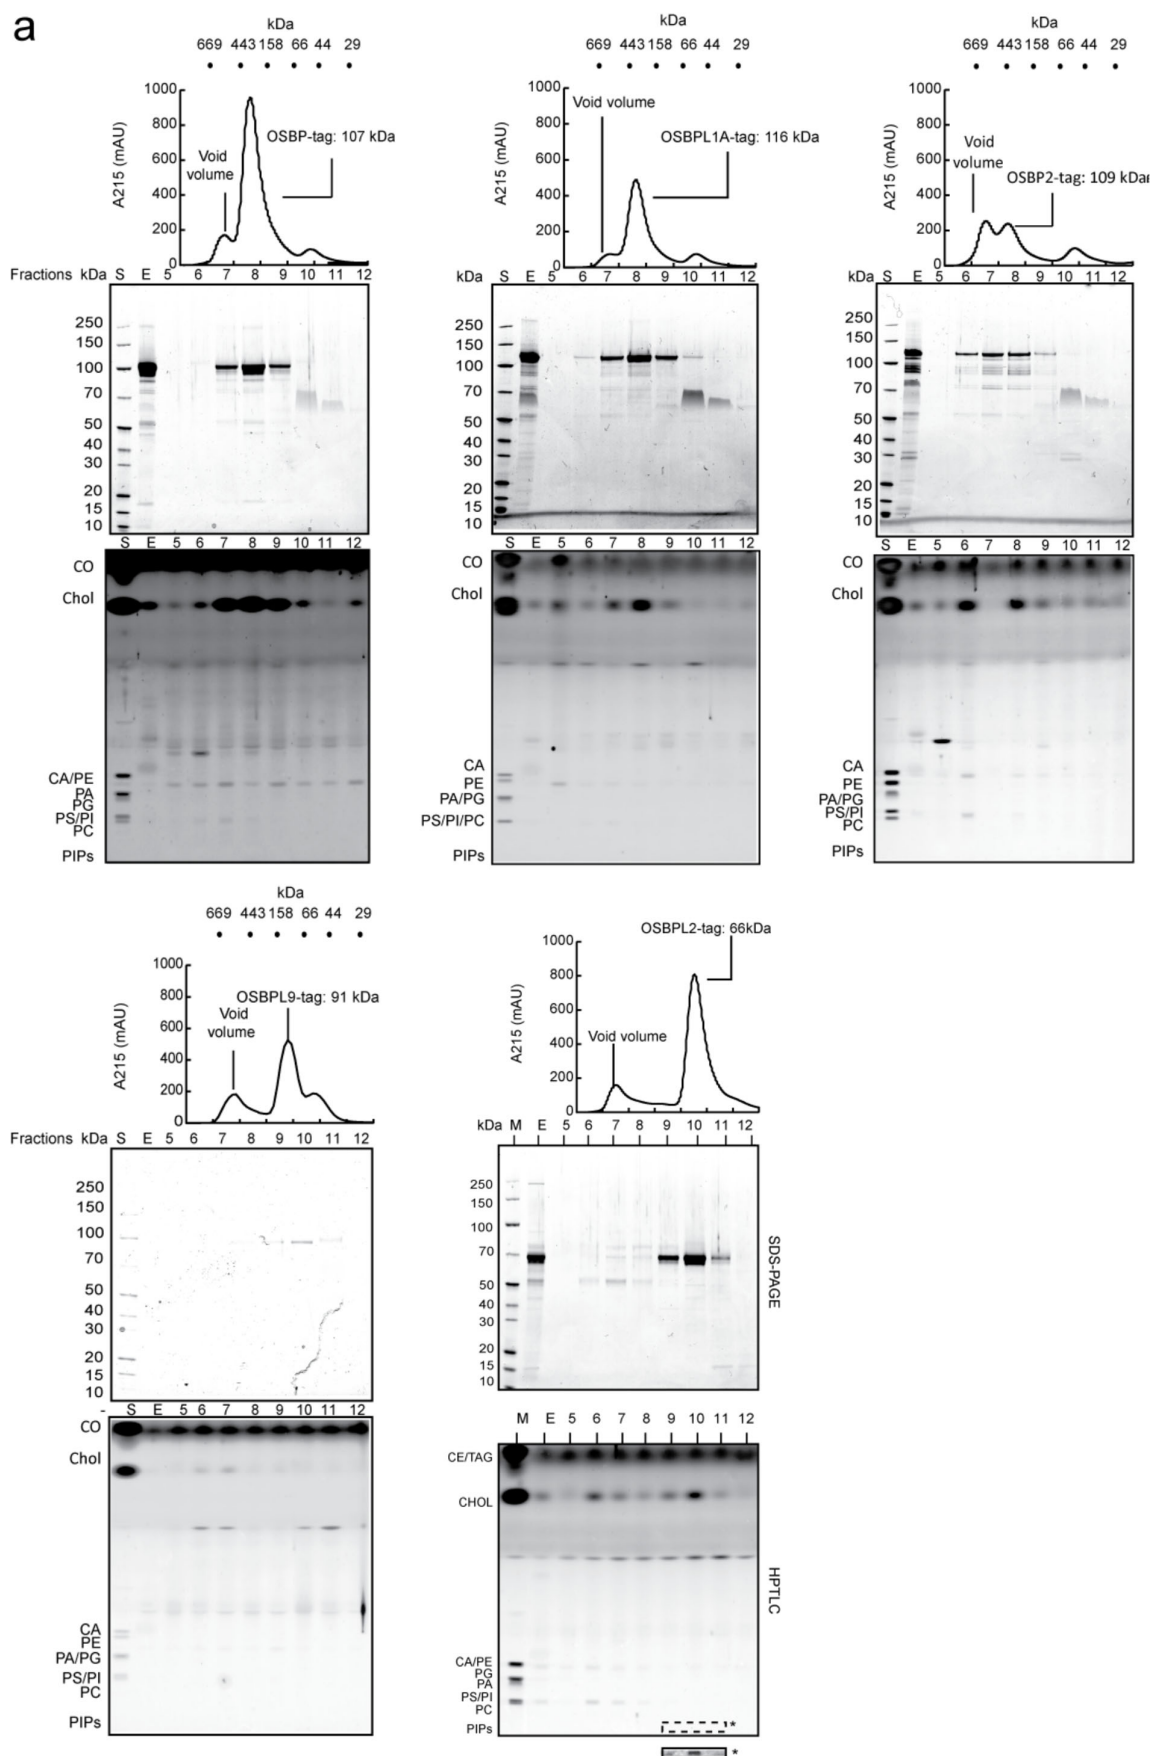 a
kDa
669 443 158 66 44 29
1000
800
600
400
200
0
A215 (mAU)
Void volume
OSBP-tag: 107 kDa
Fractions kDa S E 5 6 7 8 9 10 11 12
250
150
100
70
50
40
30
20
15
10
S E 5 6 7 8 9 10 11 12
CO
Chol
CA/PE
PA
PG
PS/PI
PC
PIPs
kDa
669 443 158 66 44 29
1000
800
600
400
200
0
A215 (mAU)
Void volume
OSBPL1A-tag: 116 kDa
kDa S E 5 6 7 8 9 10 11 12
250
150
100
70
50
40
30
20
15
10
S E 5 6 7 8 9 10 11 12
CO
Chol
CA
PE
PA/PG
PS/PI/PC
PIPs
kDa
669 443 158 66 44 29
1000
800
600
400
200
0
A215 (mAU)
Void
volume
OSBP2-tag: 109 kDa
kDa S E 5 6 7 8 9 10 11 12
250
150
100
70
50
40
30
20
15
10
S E 5 6 7 8 9 10 11 12
CO
Chol
CA
PE
PA/PG
PS/PI
PC
PIPs
kDa
669 443 158 66 44 29
1000
800
600
400
200
0
A215 (mAU)
Void
volume
OSBPL9-tag: 91 kDa
Fractions kDa S E 5 6 7 8 9 10 11 12
250
150
100
70
50
40
30
20
15
10
- S E 5 6 7 8 9 10 11 12
CO
Chol
CA
PE
PA/PG
PS/PI
PC
PIPs
1000
800
600
400
200
0
A215 (mAU)
Void volume
OSBPL2-tag: 66kDa
kDa M E 5 6 7 8 9 10 11 12
250
150
100
70
50
40
30
20
15
10
SDS-PAGE
M E 5 6 7 8 9 10 11 12
CE/TAG
CHOL
CA/PE
PG
PA
PS/PI
PC
PIPs
*
*
HPTLC